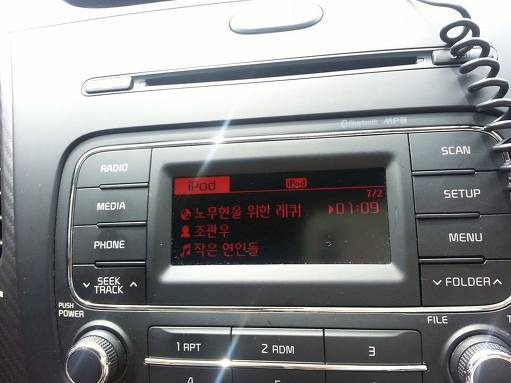 Bluetooth MP3
RADIO
SCAN
iPod
iPod
7/2
MEDIA
노무현을 위한 레퀴
▶01:09
SETUP
조관우
PHONE
MENU
작은 연인들
SEEK
TRACK
FOLDER
PUSH
POWER
FILE
1 RPT
2 RDM
3